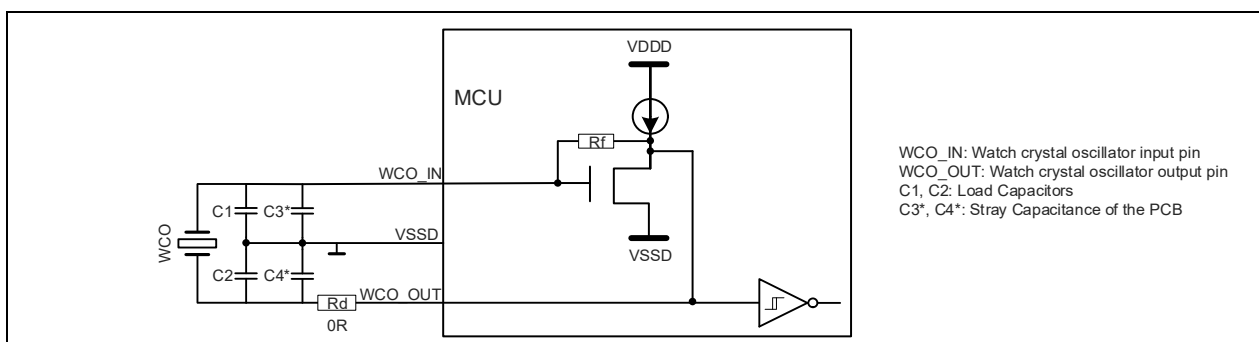 VDDD
MCU
Rf
WCO_IN
C1
C3*
WCO
VSSD
VSSD
C2
C4*
Rd
WCO_OUT
0R
WCO_IN: Watch crystal oscillator input pin
WCO_OUT: Watch crystal oscillator output pin
C1, C2: Load Capacitors
C3*, C4*: Stray Capacitance of the PCB